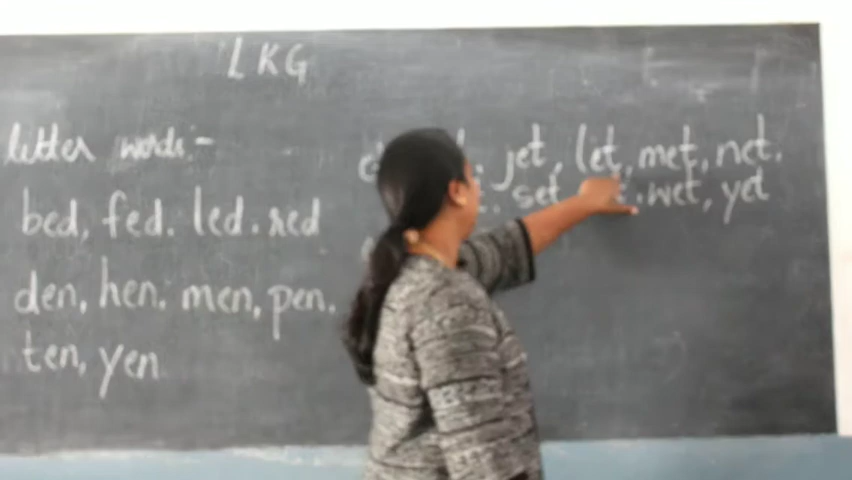 LKG
litter words:-
bed, fed. led. red
den, hen, men, pen.
ten, yen
jet, let, met, net.
set wet, yet